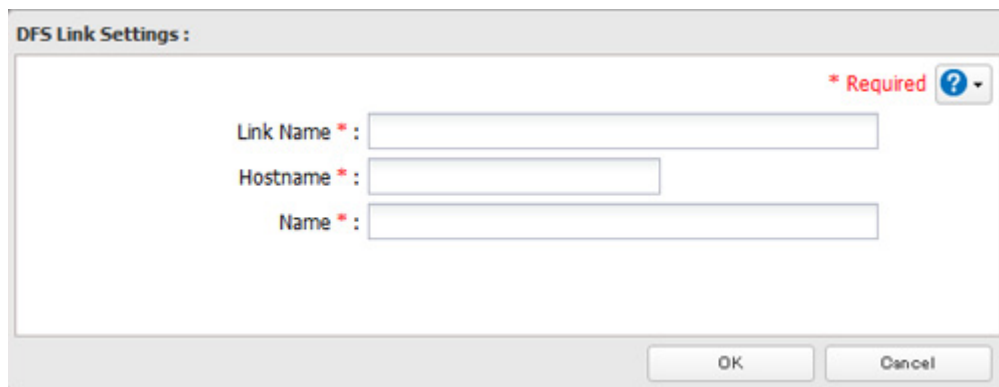 DFS Link Settings :
* Required ?
Link Name * :
Hostname * :
Name * :
OK Cancel